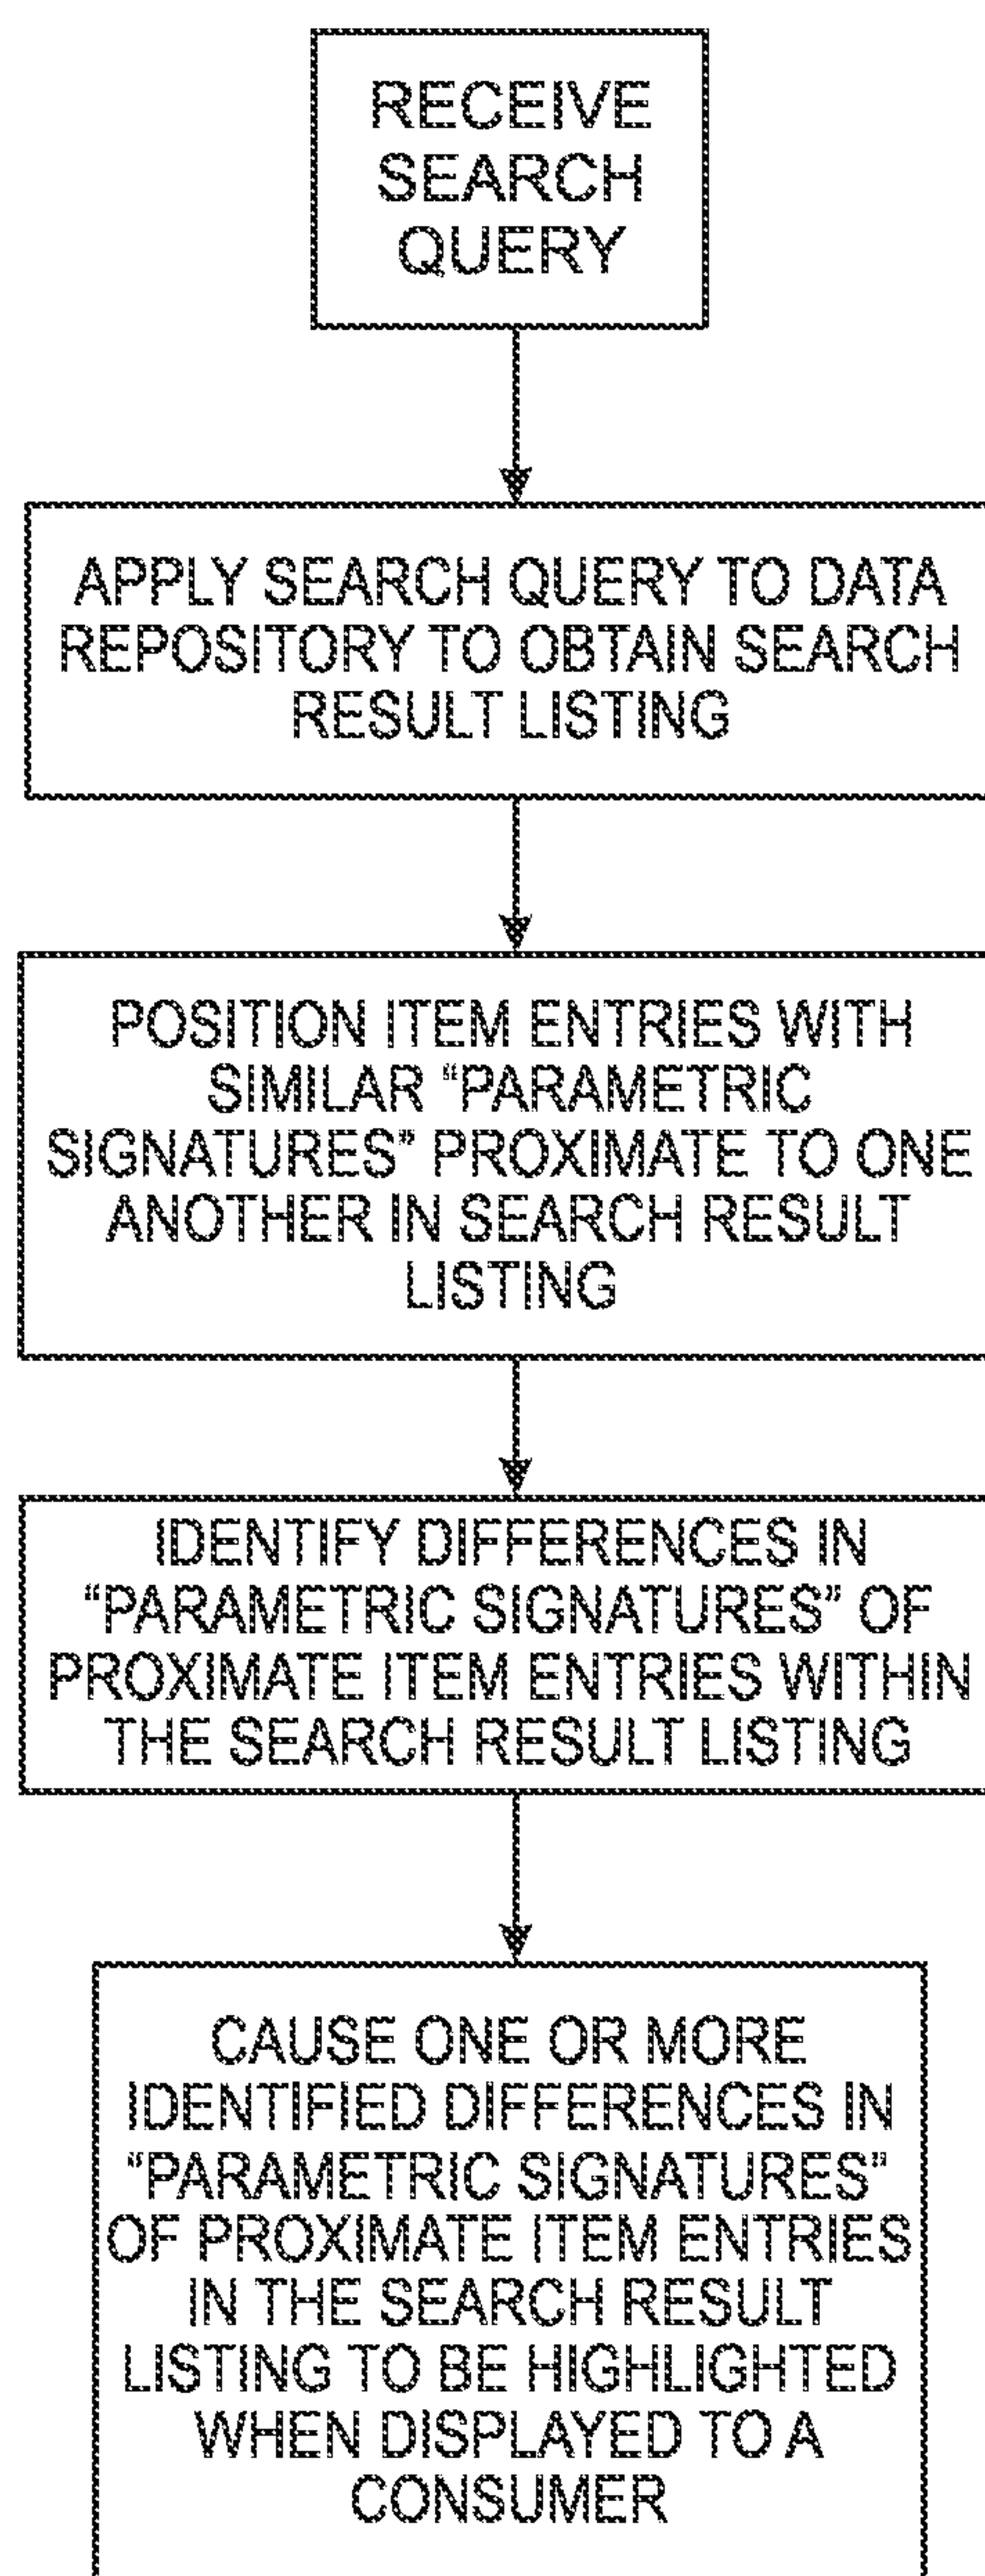 RECEIVE
SEARCH
QUERY
APPLY SEARCH QUERY TO DATA
REPOSITORY TO OBTAIN SEARCH
RESULT LISTING
POSITION ITEM ENTRIES WITH
SIMILAR “PARAMETRIC
SIGNATURES” PROXIMATE TO ONE
ANOTHER IN SEARCH RESULT
LISTING
IDENTIFY DIFFERENCES IN
“PARAMETRIC SIGNATURES” OF
PROXIMATE ITEM ENTRIES WITHIN
THE SEARCH RESULT LISTING
CAUSE ONE OR MORE
IDENTIFIED DIFFERENCES IN
“PARAMETRIC SIGNATURES”
OF PROXIMATE ITEM ENTRIES
IN THE SEARCH RESULT
LISTING TO BE HIGHLIGHTED
WHEN DISPLAYED TO A
CONSUMER